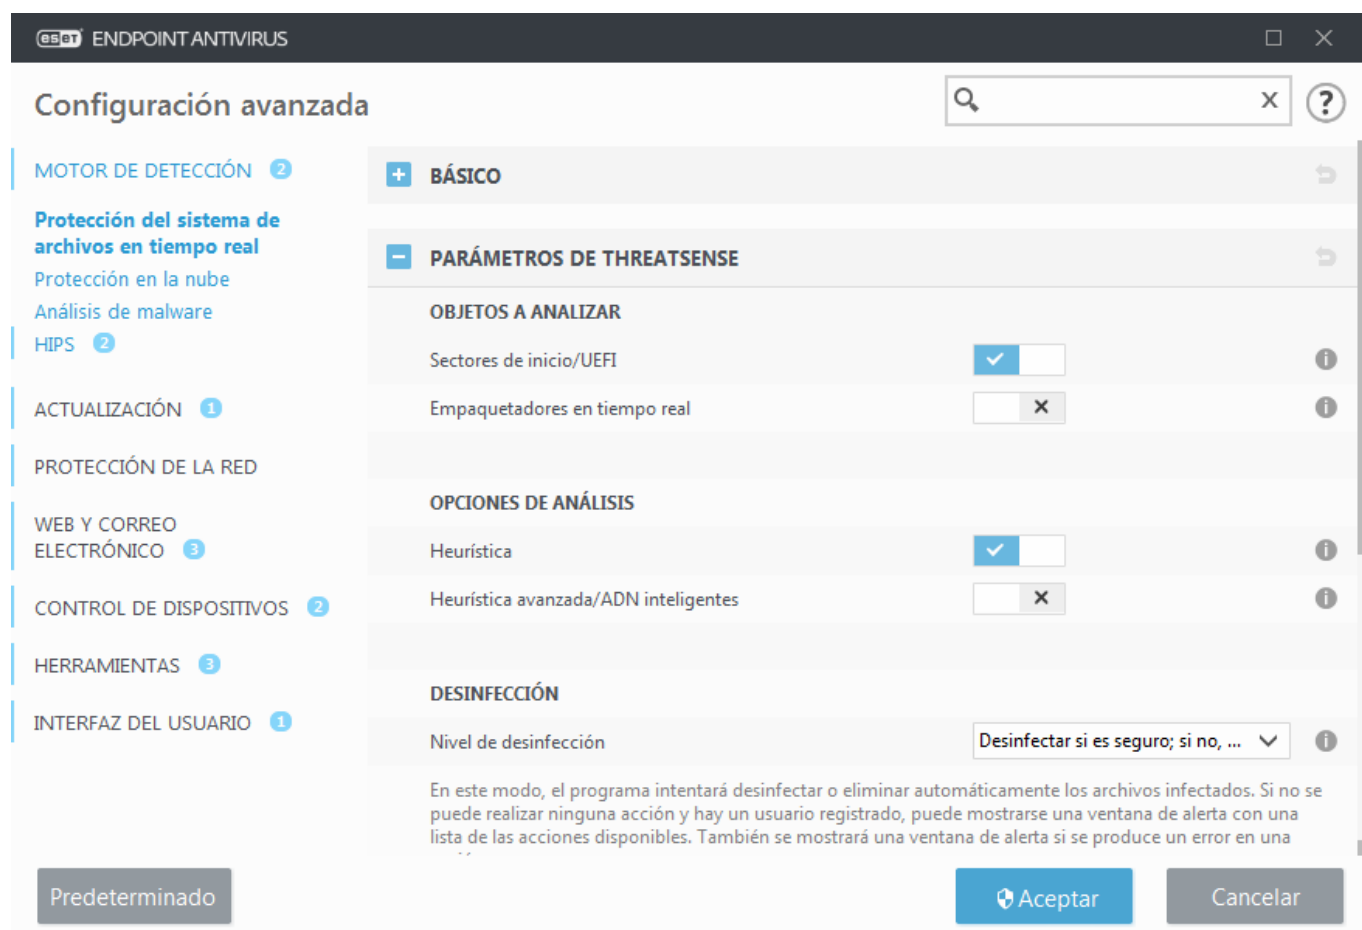 eset ENDPOINT ANTIVIRUS
Configuración avanzada
MOTOR DE DETECCIÓN 2
Protección del sistema de
archivos en tiempo real
Protección en la nube
Análisis de malware
HIPS 2
ACTUALIZACIÓN 1
PROTECCIÓN DE LA RED
WEB Y CORREO
ELECTRÓNICO 3
CONTROL DE DISPOSITIVOS 2
HERRAMIENTAS 3
INTERFAZ DEL USUARIO 1
BÁSICO
PARÁMETROS DE THREATSENSE
OBJETOS A ANALIZAR
Sectores de inicio/UEFI
Empaquetadores en tiempo real
OPCIONES DE ANÁLISIS
Heurística
Heurística avanzada/ADN inteligentes
DESINFECCIÓN
Nivel de desinfección Desinfectar si es seguro; si no, ...
En este modo, el programa intentará desinfectar o eliminar automáticamente los archivos infectados. Si no se
puede realizar ninguna acción y hay un usuario registrado, puede mostrarse una ventana de alerta con una
lista de las acciones disponibles. También se mostrará una ventana de alerta si se produce un error en una
Predeterminado
Aceptar
Cancelar